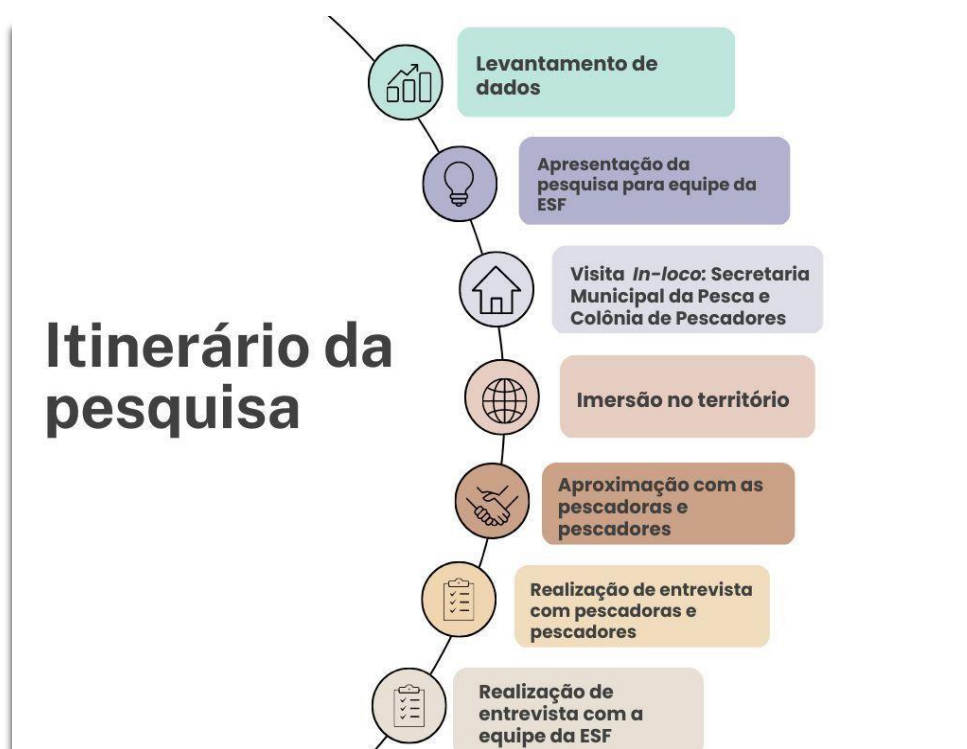 Levantamento de
dados
Apresentação da
pesquisa para equipe da
ESF
Visita In-loco: Secretaria
Municipal da Pesca e
Colônia de Pescadores
Itinerário da
pesquisa
Imersão no território
Aproximação com as
pescadoras e
pescadores
Realização de entrevista
com pescadoras e
pescadores
Realização de
entrevista com a
equipe da ESF